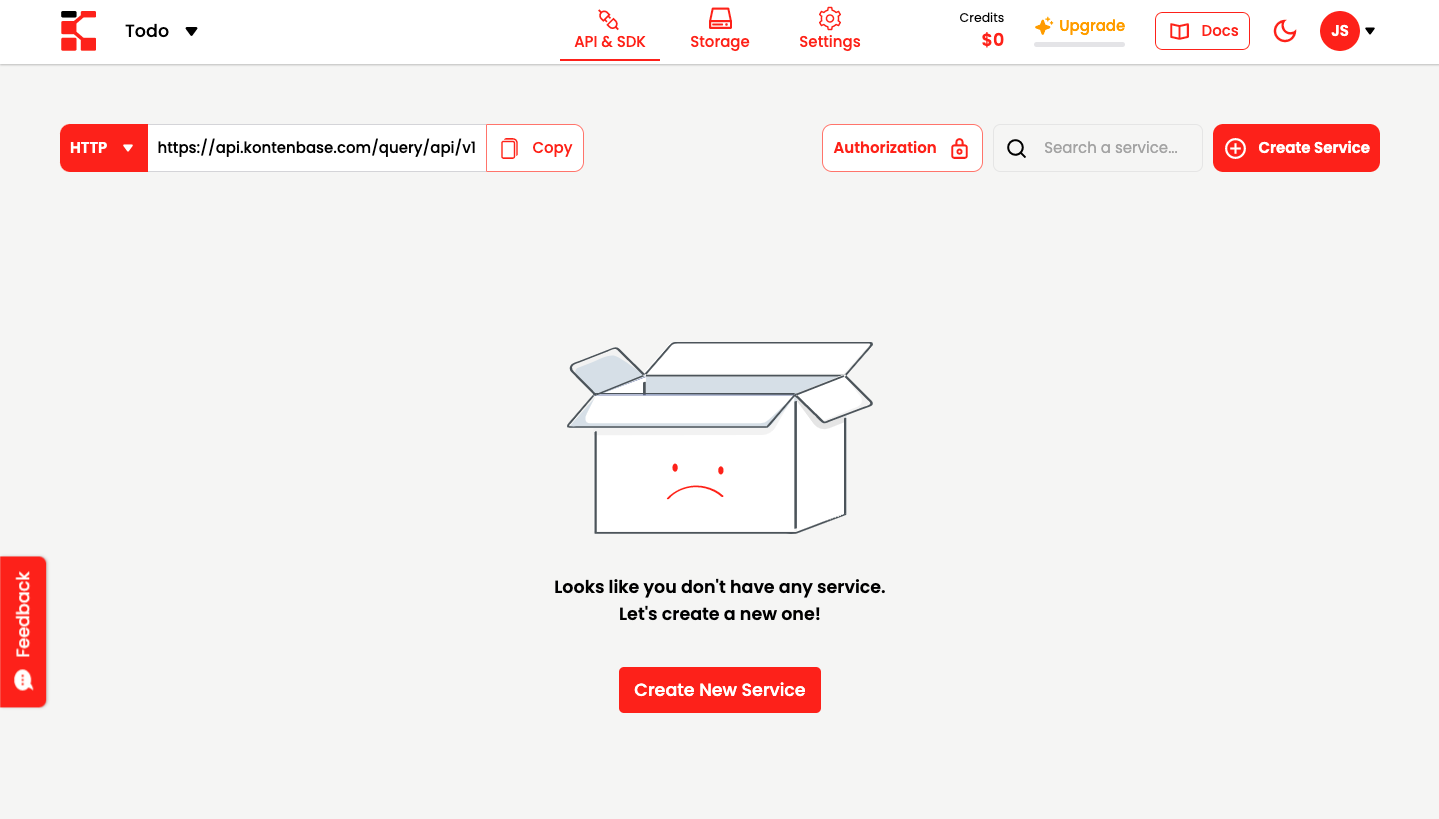 Todo
API & SDK
Storage
Settings
Credits
$0
Upgrade
Docs
JS
HTTP
https://api.kontenbase.com/query/api/v1
Copy
Authorization
Search a service...
Create Service
Looks like you don't have any service.
Let's create a new one!
Create New Service
Feedback